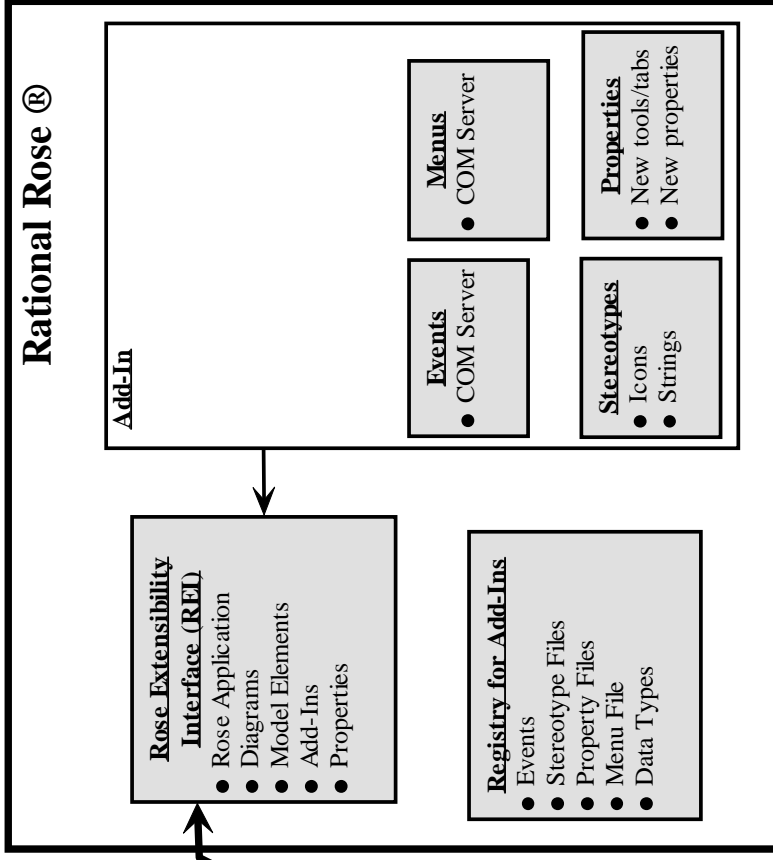 Rational Rose ®
Rose Extensibility
Interface (REI)
● Rose Application
● Diagrams
● Model Elements
● Add-Ins
● Properties
Registry for Add-Ins
● Events
● Stereotype Files
● Property Files
● Menu File
● Data Types
Add-In
Events
● COM Server
Menus
● COM Server
Stereotypes
● Icons
● Strings
Properties
● New tools/tabs
● New properties